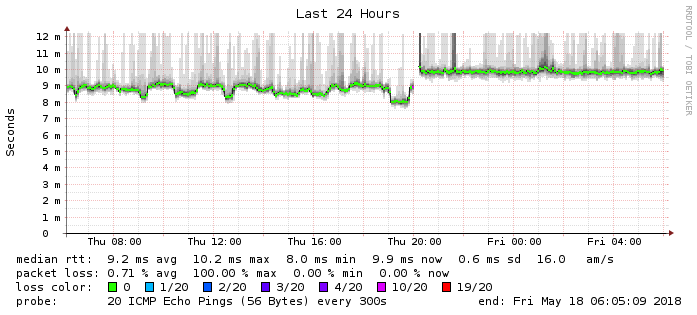 Last 24 Hours
RRDTOOL / TOBI OETIKER
Seconds
12 m
11 m
10 m
9 m
8 m
7 m
6 m
5 m
4 m
3 m
2 m
1 m
0
Thu 08:00 Thu 12:00 Thu 16:00 Thu 20:00 Fri 00:00 Fri 04:00
median rtt: 9.2 ms avg 10.2 ms max 8.0 ms min 9.9 ms now 0.6 ms sd 16.0 am/s
packet loss: 0.71 % avg 100.00 % max 0.00 % min 0.00 % now
loss color: 0 1/20 2/20 3/20 4/20 10/20 19/20
probe: 20 ICMP Echo Pings (56 Bytes) every 300s end: Fri May 18 06:05:09 2018